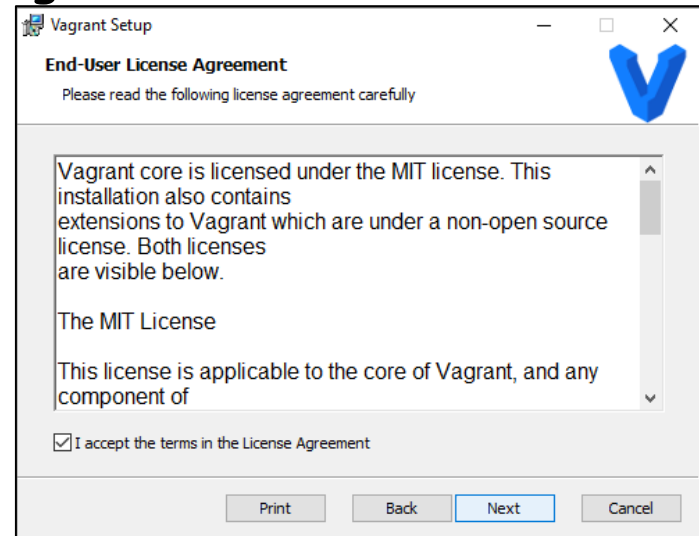 Vagrant Setup
End-User License Agreement
Please read the following license agreement carefully
Vagrant core is licensed under the MIT license. This
installation also contains
extensions to Vagrant which are under a non-open source
license. Both licenses
are visible below.
The MIT License
This license is applicable to the core of Vagrant, and any
component of
I accept the terms in the License Agreement
Print Back Next Cancel